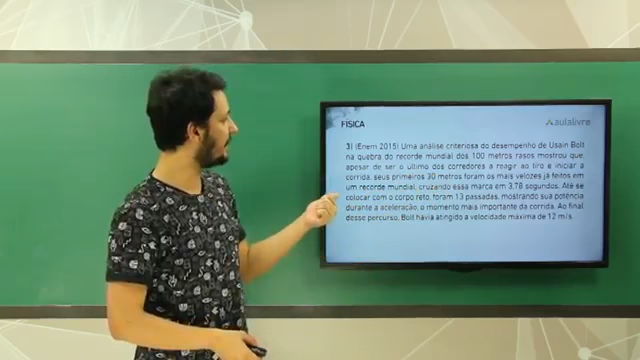 FÍSICA
aulalivre
3) (Enem 2015) Uma análise criteriosa do desempenho de Usain Bolt
na quebra do recorde mundial dos 100 metros rasos mostrou que,
apesar de ser o último dos corredores a reagir ao tiro e iniciar a
corrida, seus primeiros 30 metros foram os mais velozes já feitos em
um recorde mundial, cruzando essa marca em 3,78 segundos. Até se
colocar com o corpo reto, foram 13 passadas, mostrando sua potência
durante a aceleração, o momento mais importante da corrida. Ao final
desse percurso, Bolt havia atingido a velocidade máxima de 12 m/s.